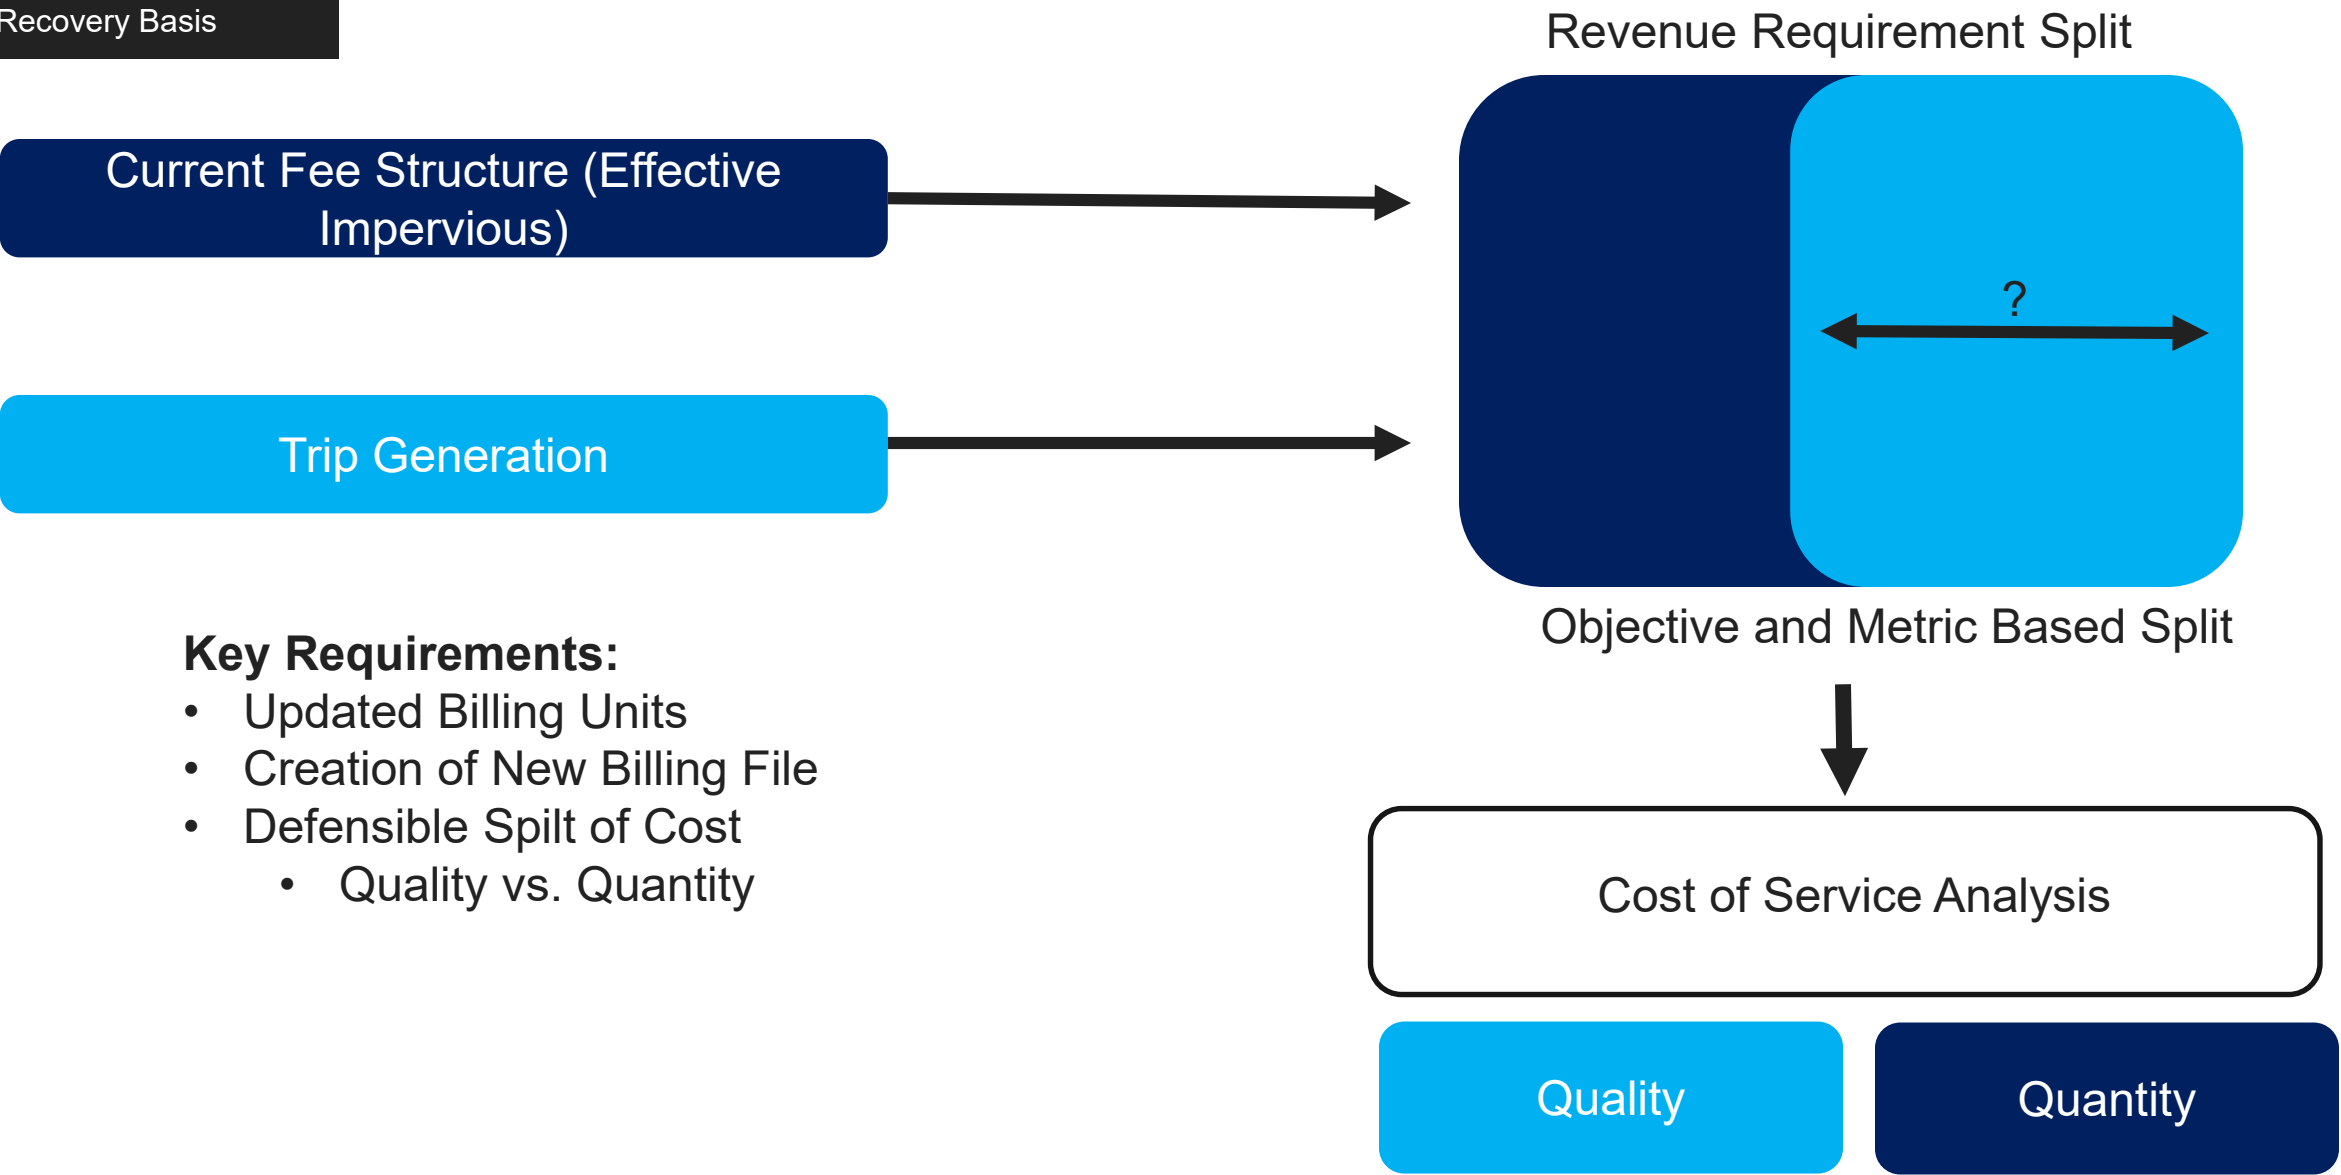 Recovery Basis
Revenue Requirement Split
Current Fee Structure (Effective
Impervious)
?
Trip Generation
Objective and Metric Based Split
Key Requirements:
• Updated Billing Units
• Creation of New Billing File
• Defensible Spilt of Cost
• Quality vs. Quantity
Cost of Service Analysis
Quality
Quantity